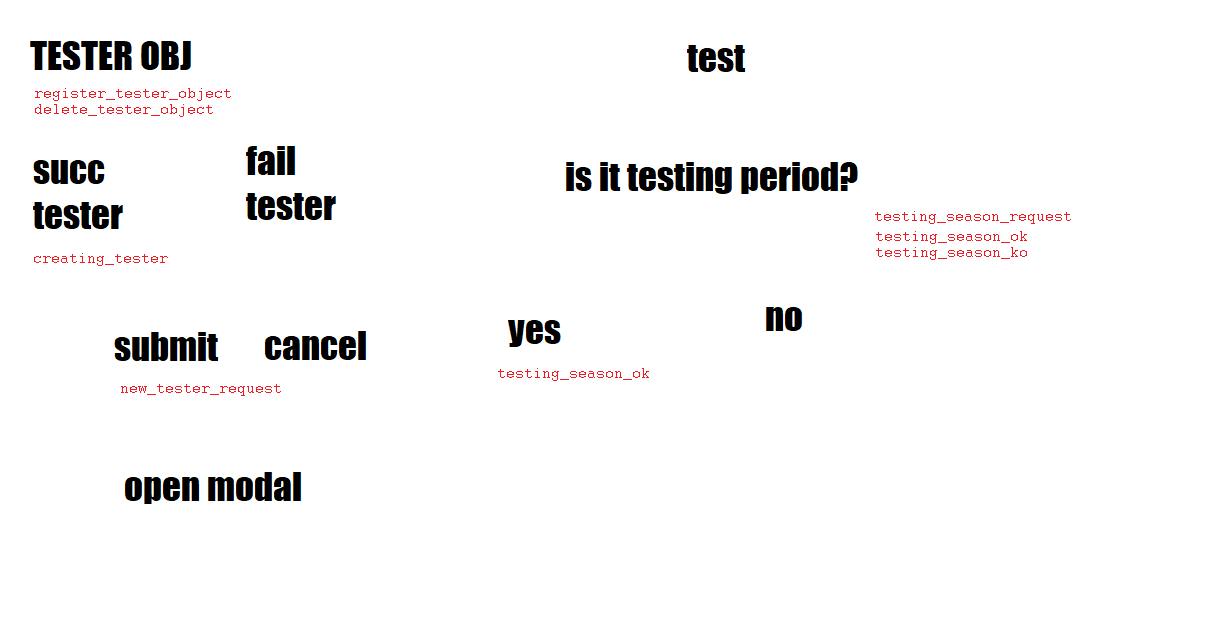 TESTER OBJ
register_tester_object
delete_tester_object
succ
tester
creating_tester
fail
tester
submit
new_tester_request
cancel
open modal
test
is it testing period?
testing_season_request
testing_season_ok
testing_season_ko
yes
testing_season_ok
no